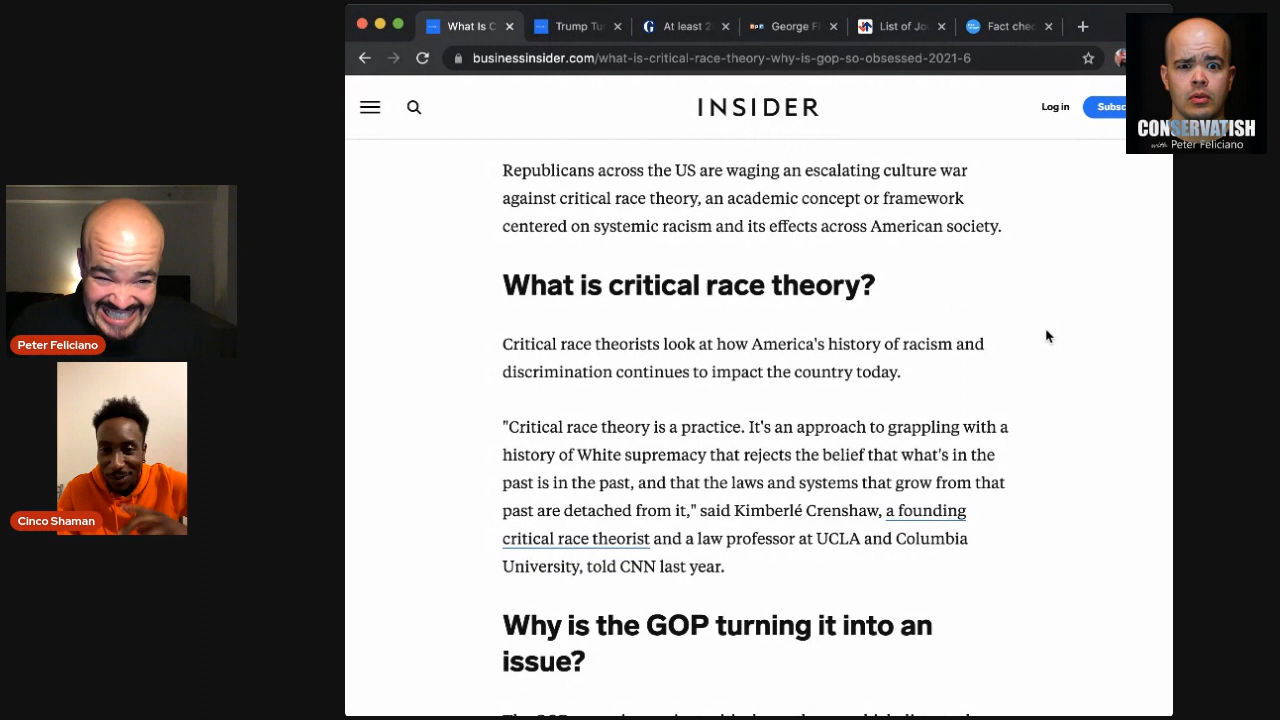 What Is C
Trump Tu
At least 2
George Fl
List of Jo
Fact chec
businessinsider.com/what-is-critical-race-theory-why-is-gop-so-obsessed-2021-6
INSIDER
Log in
Subsc
CONSERVATISH
with Peter Feliciano
Republicans across the US are waging an escalating culture war
against critical race theory, an academic concept or framework
centered on systemic racism and its effects across American society.
What is critical race theory?
Critical race theorists look at how America's history of racism and
discrimination continues to impact the country today.
"Critical race theory is a practice. It's an approach to grappling with a
history of White supremacy that rejects the belief that what's in the
past is in the past, and that the laws and systems that grow from that
past are detached from it," said Kimberlé Crenshaw, a founding
critical race theorist and a law professor at UCLA and Columbia
University, told CNN last year.
Why is the GOP turning it into an
issue?
Peter Feliciano
Cinco Shaman